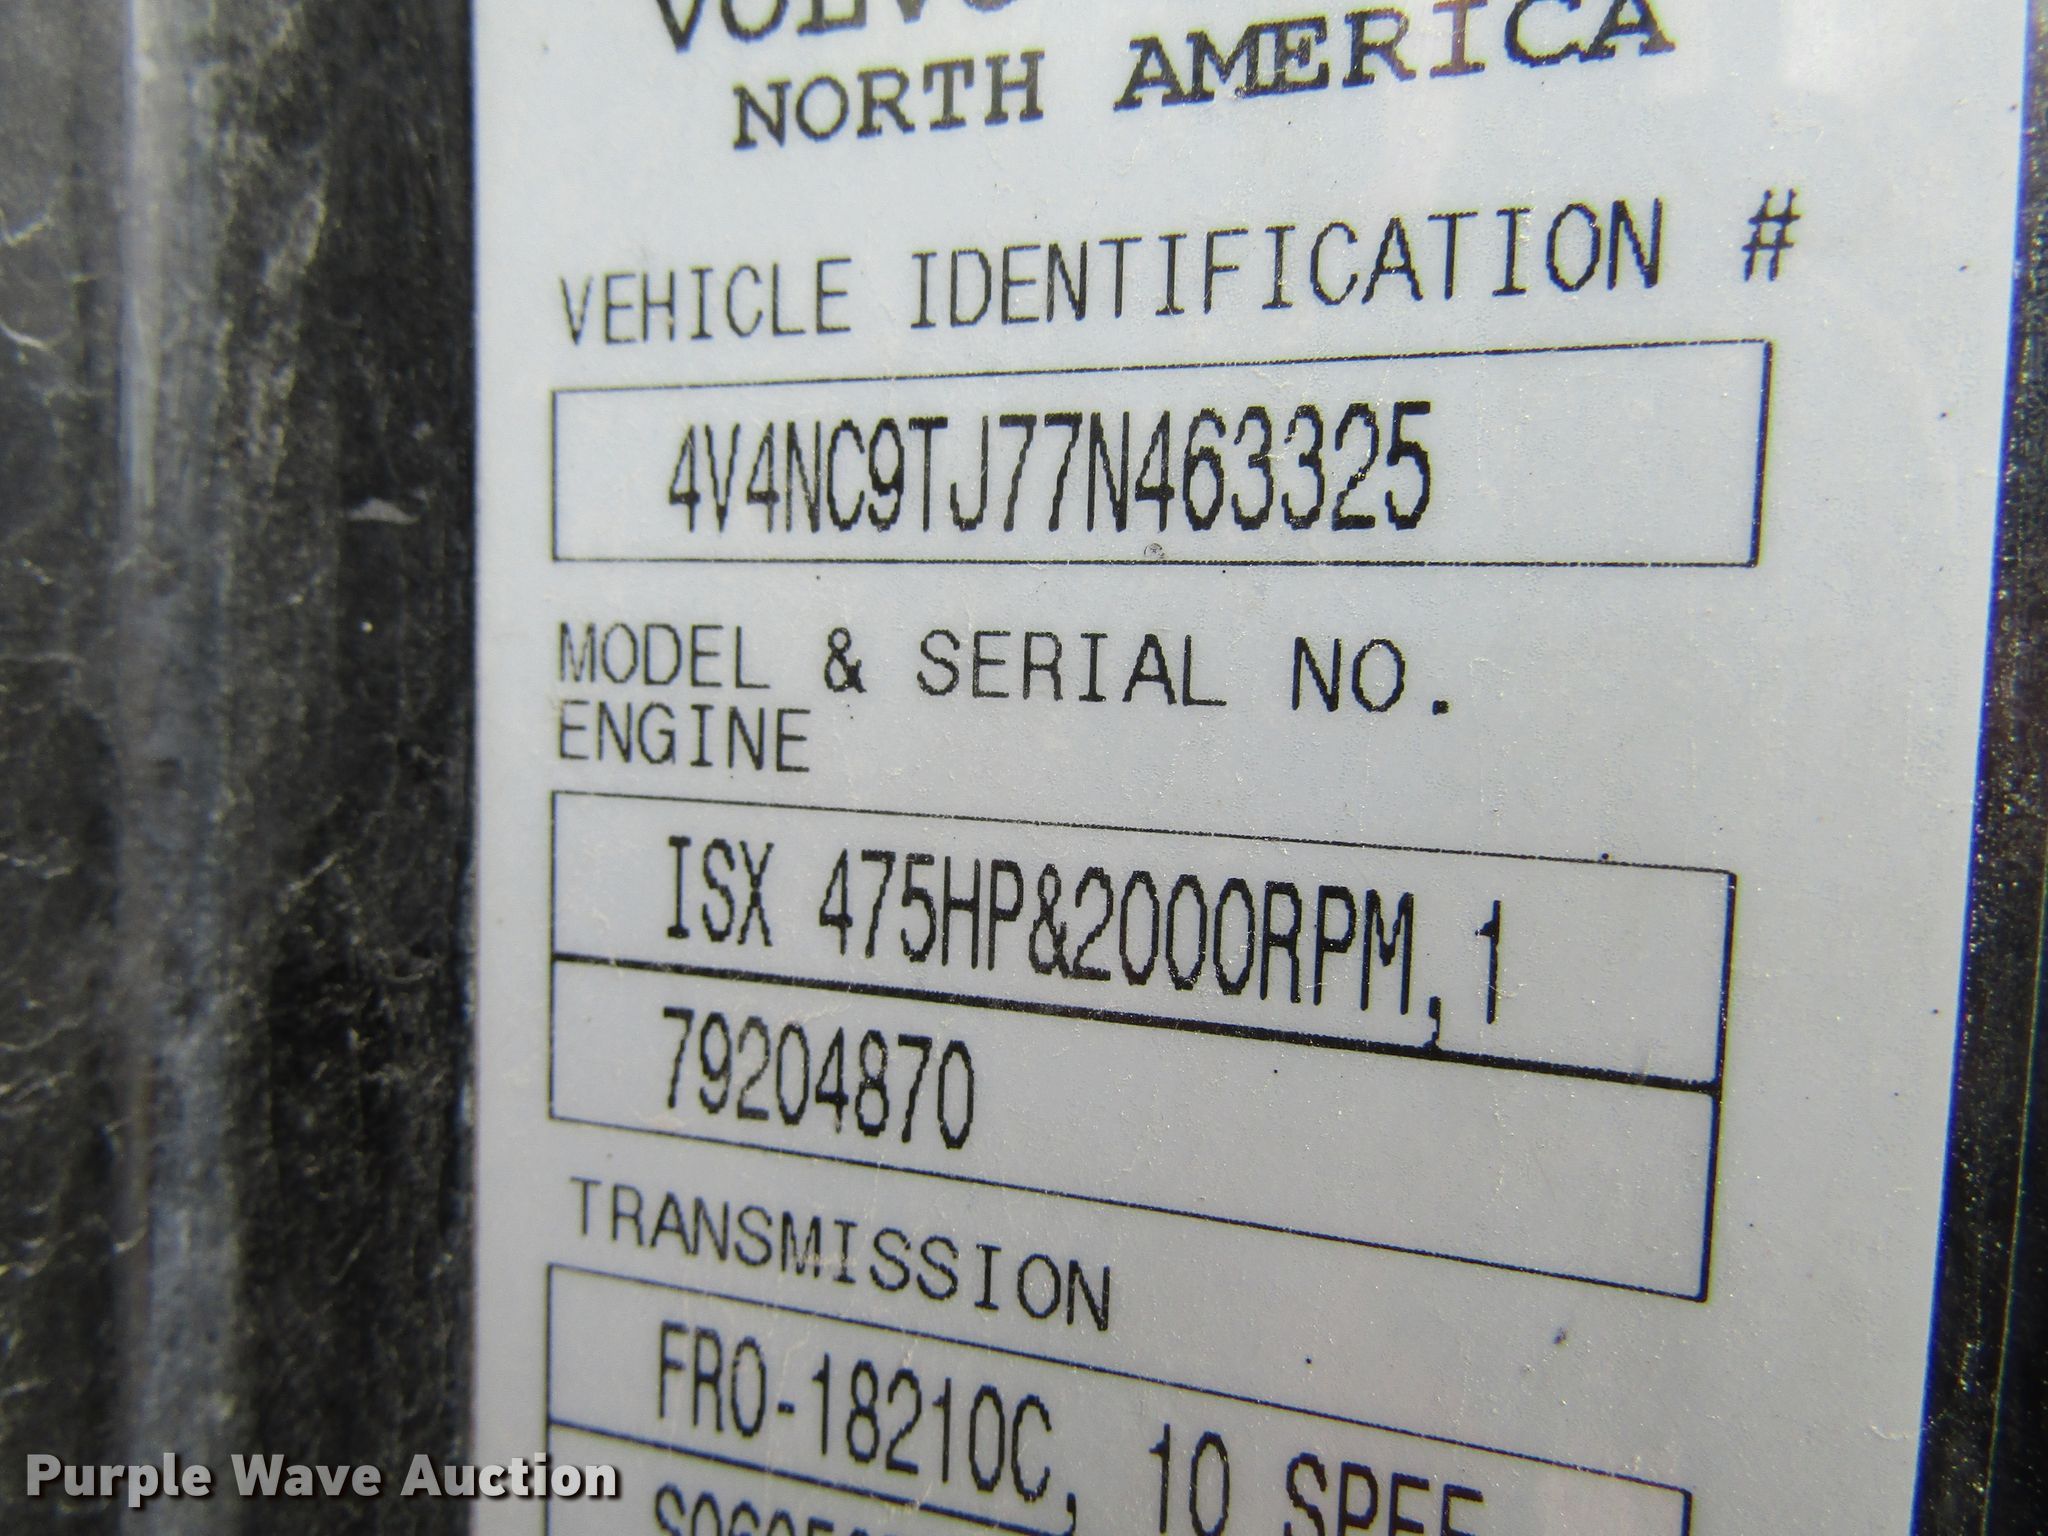 NORTH AMERICA
VEHICLE IDENTIFICATION #
4V4NC9TJ77N463325
MODEL & SERIAL NO.
ENGINE
ISX 475HP&2000RPM,1
79204870
TRANSMISSION
FRO-18210C, 10 SPEE
Purple Wave Auction